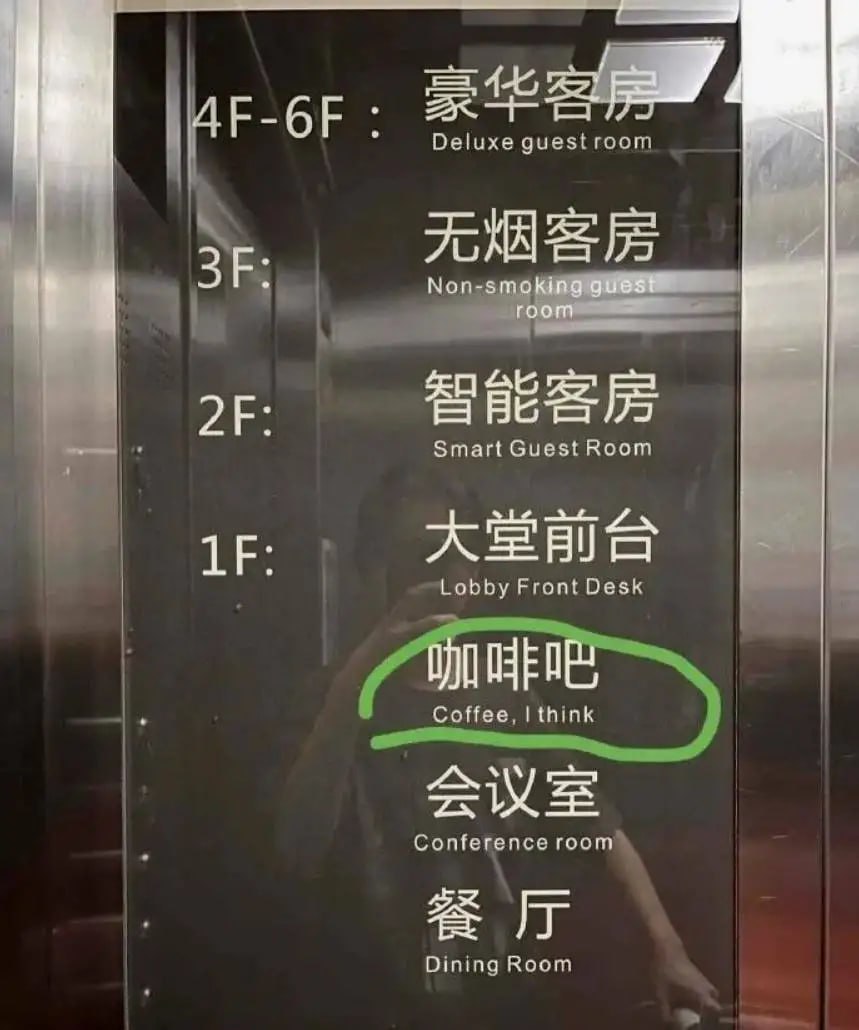 4F-6F : 豪华客房
Deluxe guest room
3F: 无烟客房
Non-smoking guest
room
2F: 智能客房
Smart Guest Room
1F: 大堂前台
Lobby Front Desk
咖啡吧
Coffee, I think
会议室
Conference room
餐厅
Dining Room